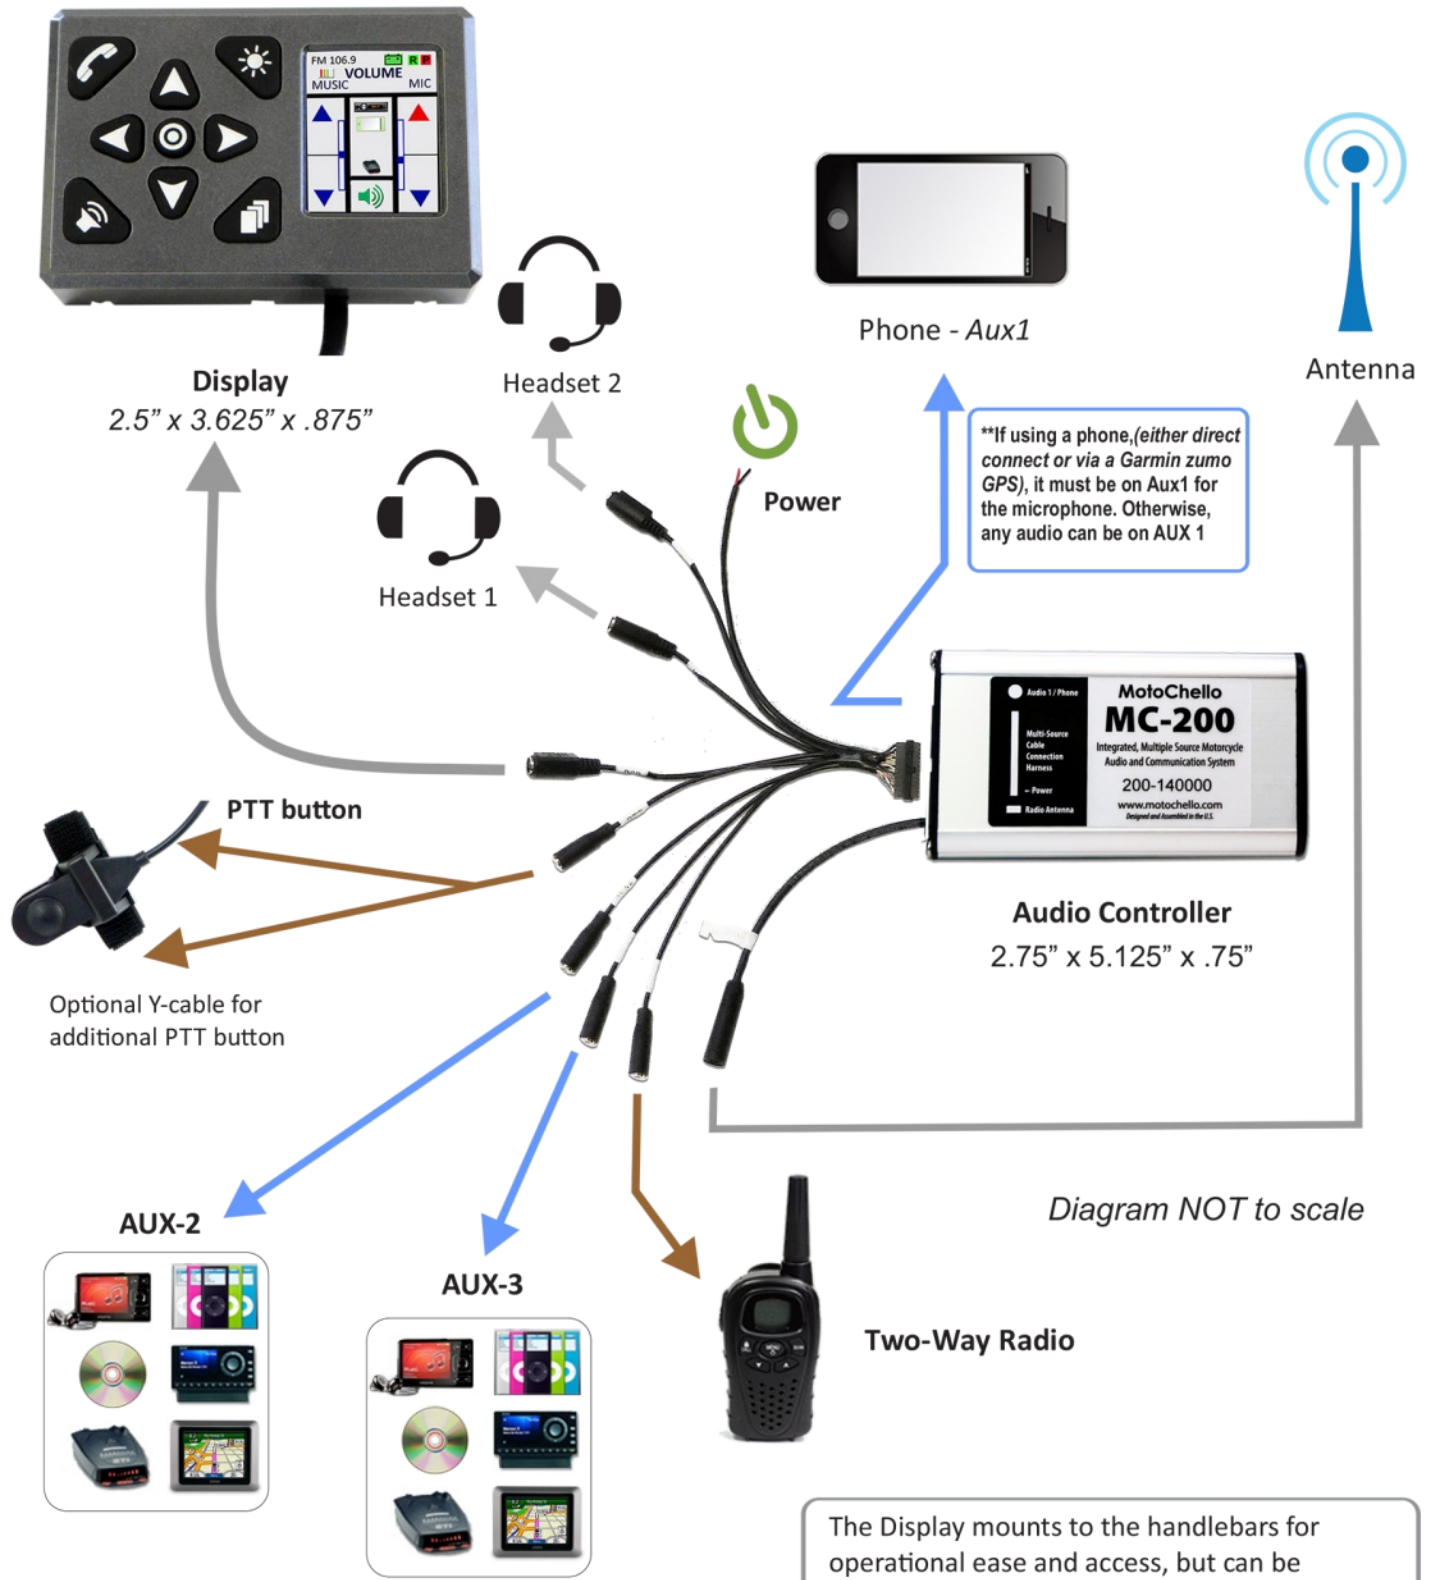 FM 106.9
R P
VOLUME
MUSIC MIC
Display
2.5” x 3.625” x .875”
Headset 2
Headset 1
Power
Phone - Aux1
Antenna
**If using a phone,(either direct
connect or via a Garmin zumo
GPS), it must be on Aux1 for
the microphone. Otherwise,
any audio can be on AUX 1
Audio 1 / Phone
Multi-Source
Cable
Connection
Harness
– Power
Radio Antenna
MotoChello
MC-200
Integrated, Multiple Source Motorcycle
Audio and Communication System
200-140000
www.motochello.com
Designed and Assembled in the U.S.
Audio Controller
2.75” x 5.125” x .75”
PTT button
Optional Y-cable for
additional PTT button
AUX-2
AUX-3
Diagram NOT to scale
Two-Way Radio
MENU
The Display mounts to the handlebars for
operational ease and access, but can be